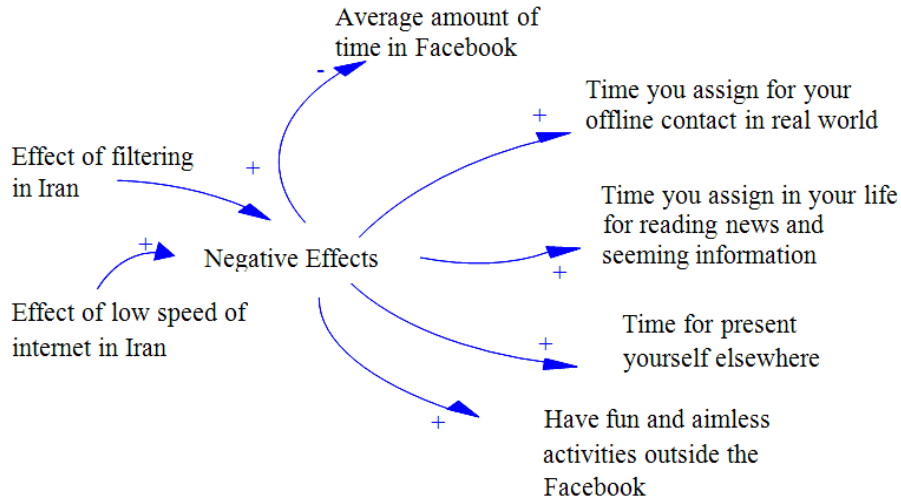 Average amount of
time in Facebook
-
Time you assign for your
offline contact in real world
+
Effect of filtering
in Iran
+
Time you assign in your life
for reading news and
seeming information
+
+
Negative Effects
Effect of low speed of
internet in Iran
Time for present
yourself elsewhere
+
Have fun and aimless
activities outside the
Facebook
+